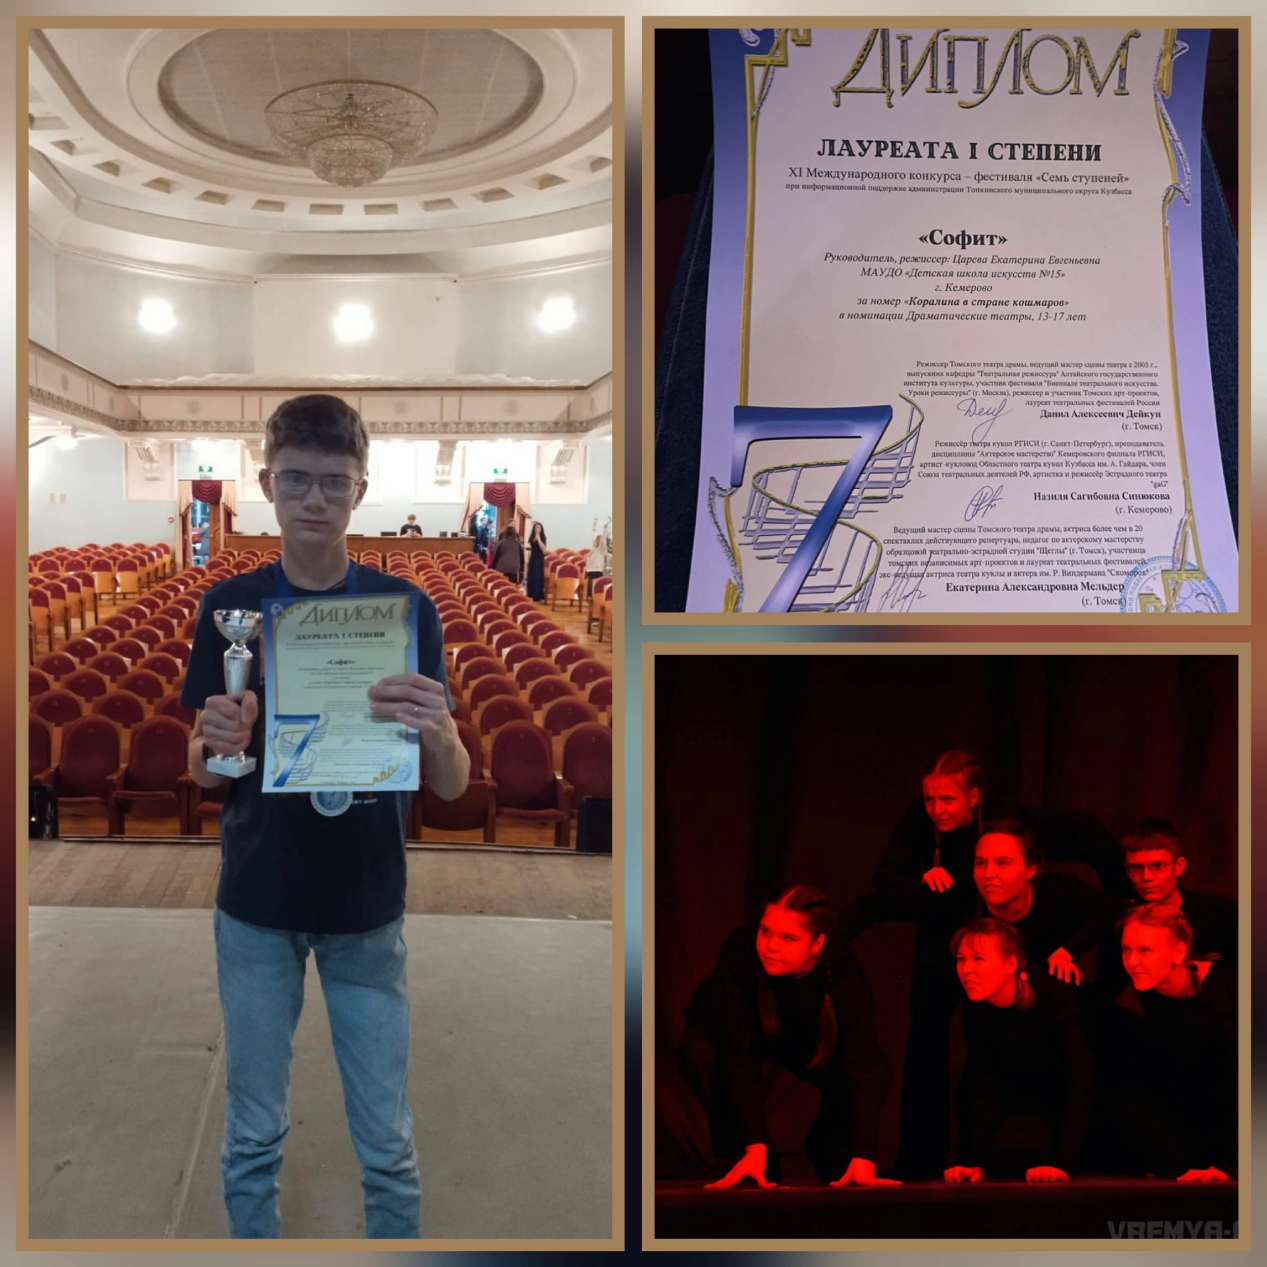 ДИПЛОМ
ЛАУРЕАТА I СТЕПЕНИ
«Софит»
7
ДИПЛОМ
ЛАУРЕАТА I СТЕПЕНИ
XI Международного конкурса – фестиваля «Семь ступеней»
при информационной поддержке администрации Топкинского муниципального округа Кузбасса
«Софит»
Руководитель, режиссер: Царева Екатерина Евгеньевна
МАУДО «Детская школа искусств №15»
г. Кемерово
за номер «Коралина в стране кошмаров»
в номинации Драматические театры, 13-17 лет
Режиссер Томского театра драмы, ведущий мастер сцены театра с 2005 г.,
выпускник кафедры "Театральная режиссура" Алтайского государственного
института культуры, участник фестиваля "Биеннале театрального искусства.
Уроки режиссуры" (г. Москва), режиссер и участник Томских арт-проектов,
лауреат театральных фестивалей России
Данил Алексеевич Дейкун
(г. Томск)
Режиссёр театра кукол РГИСИ (г. Санкт-Петербург), преподаватель
дисциплины "Актерское мастерство" Кемеровского филиала РГИСИ,
артист-кукловод Областного театра кукол Кузбасса им. А. Гайдара, член
Союза театральных деятелей РФ, артистка и режиссёр Эстрадного театра
"gaG"
Назиля Сагибовна Синюкова
(г. Кемерово)
Ведущий мастер сцены Томского театра драмы, актриса более чем в 20
спектаклях действующего репертуара, педагог по актерскому мастерству
образцовой театрально-эстрадной студии "Щеглы" (г. Томск), участница
томских независимых арт-проектов и лауреат театральных фестивалей,
экс-ведущая актриса театра куклы и актера им. Р. Виндермана "Скоморох"
Екатерина Александровна Мельдер
(г. Томск)
7
VREMYA-